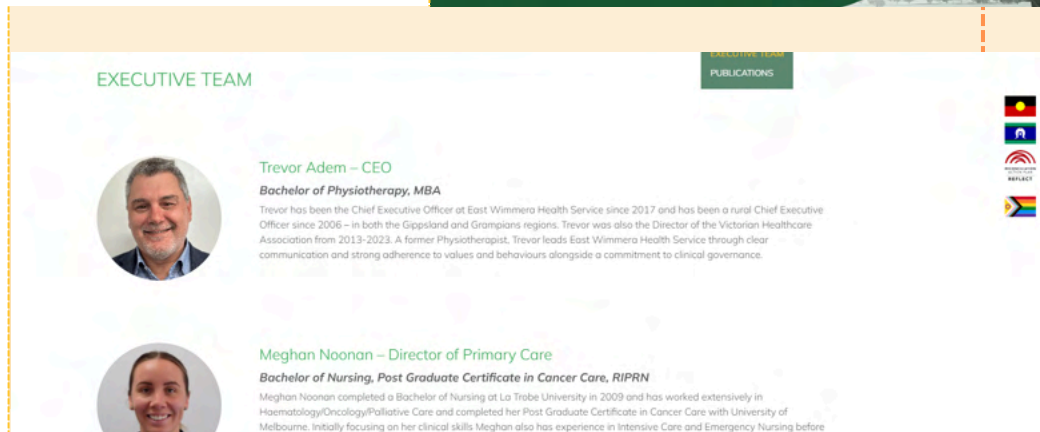 EXECUTIVE TEAM
PUBLICATIONS
EXECUTIVE TEAM
REFLECT
Trevor Adem – CEO
Bachelor of Physiotherapy, MBA
Trevor has been the Chief Executive Officer at East Wimmera Health Service since 2017 and has been a rural Chief Executive
Officer since 2006 – in both the Gippsland and Grampians regions. Trevor was also the Director of the Victorian Healthcare
Association from 2013-2023. A former Physiotherapist, Trevor leads East Wimmera Health Service through clear
communication and strong adherence to values and behaviours alongside a commitment to clinical governance.
Meghan Noonan – Director of Primary Care
Bachelor of Nursing, Post Graduate Certificate in Cancer Care, RIPRN
Meghan Noonan completed a Bachelor of Nursing at La Trobe University in 2009 and has worked extensively in
Haematology/Oncology/Palliative Care and completed her Post Graduate Certificate in Cancer Care with University of
Melbourne. Initially focusing on her clinical skills Meghan also has experience in Intensive Care and Emergency Nursing before